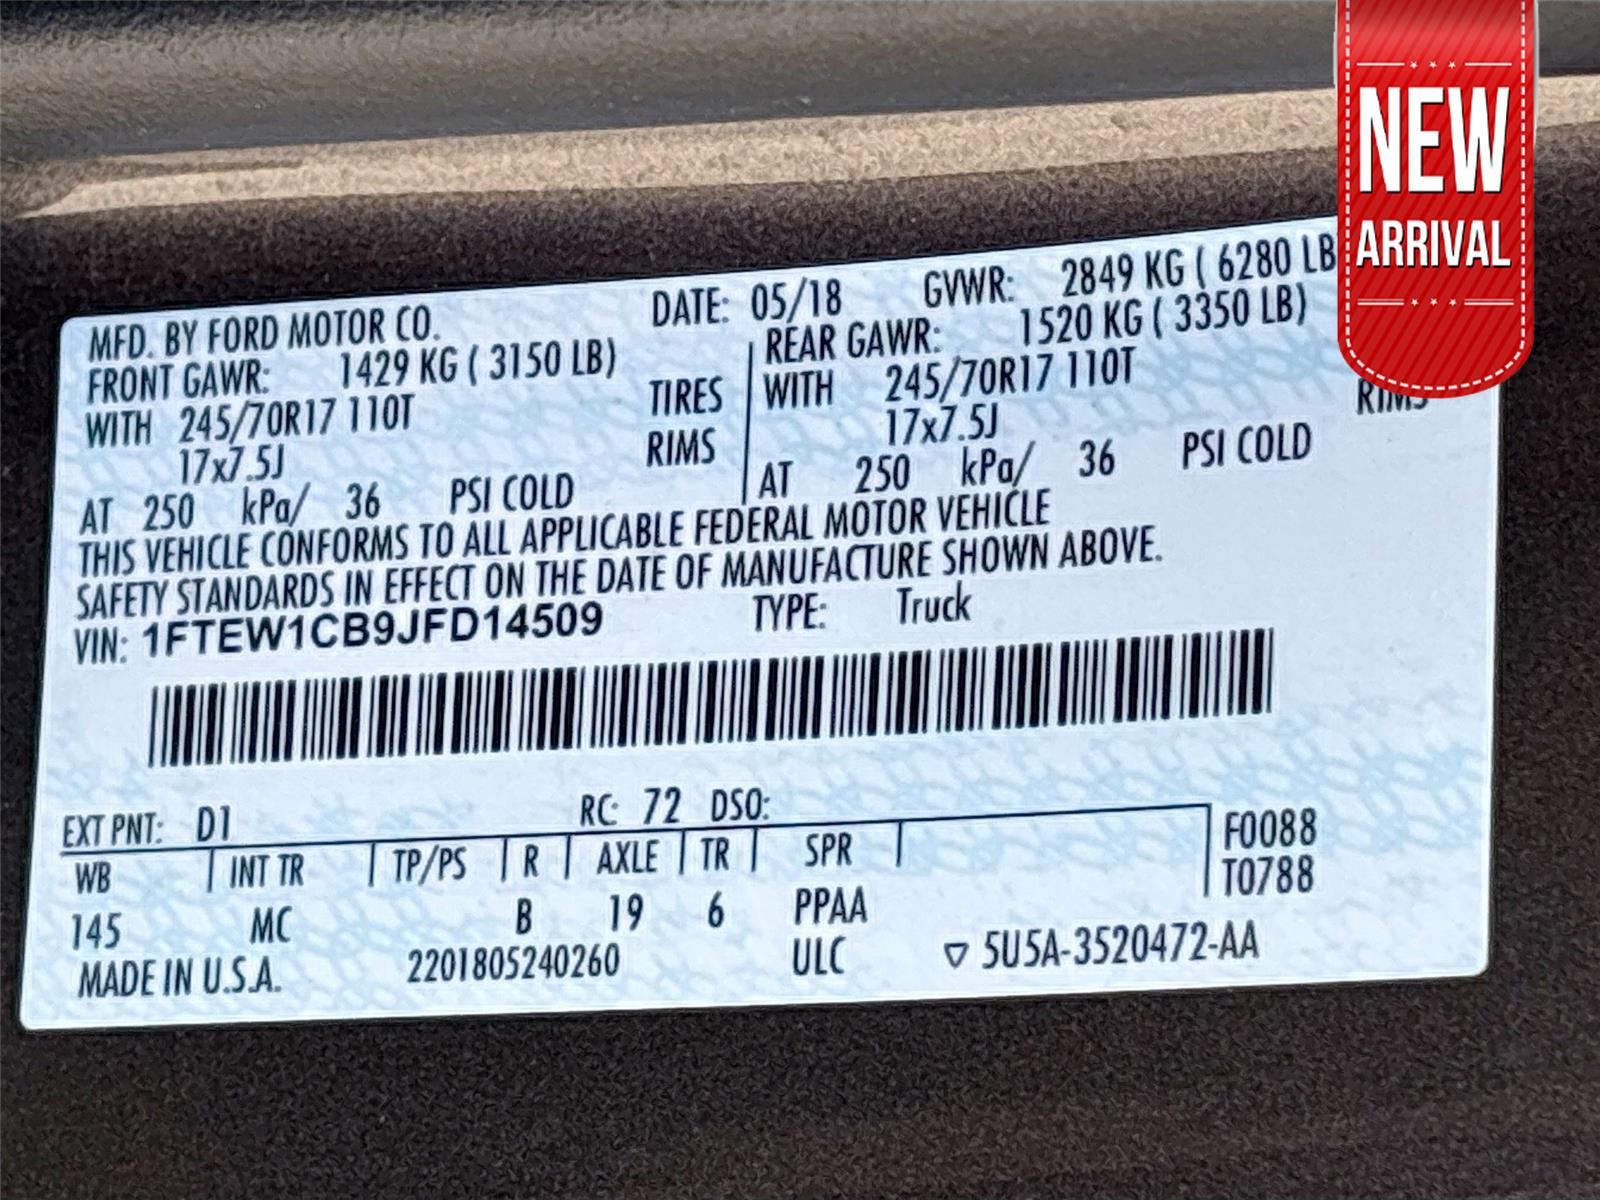 NEW
ARRIVAL
MFD. BY FORD MOTOR CO. DATE: 05/18 GVWR: 2849 KG ( 6280 LB
FRONT GAWR: 1429 KG ( 3150 LB) REAR GAWR: 1520 KG ( 3350 LB)
WITH 245/70R17 110T TIRES WITH 245/70R17 110T
17x7.5J RIMS 17x7.5J RIMS
AT 250 kPa/ 36 PSI COLD AT 250 kPa/ 36 PSI COLD
THIS VEHICLE CONFORMS TO ALL APPLICABLE FEDERAL MOTOR VEHICLE
SAFETY STANDARDS IN EFFECT ON THE DATE OF MANUFACTURE SHOWN ABOVE.
VIN: 1FTEW1CB9JFD14509 TYPE: Truck
EXT PNT: D1 RC: 72 DSO:
WB INT TR TP/PS R AXLE TR SPR F0088
T0788
145 MC B 19 6 PPAA
MADE IN U.S.A. 2201805240260 ULC ▽ 5U5A-3520472-AA